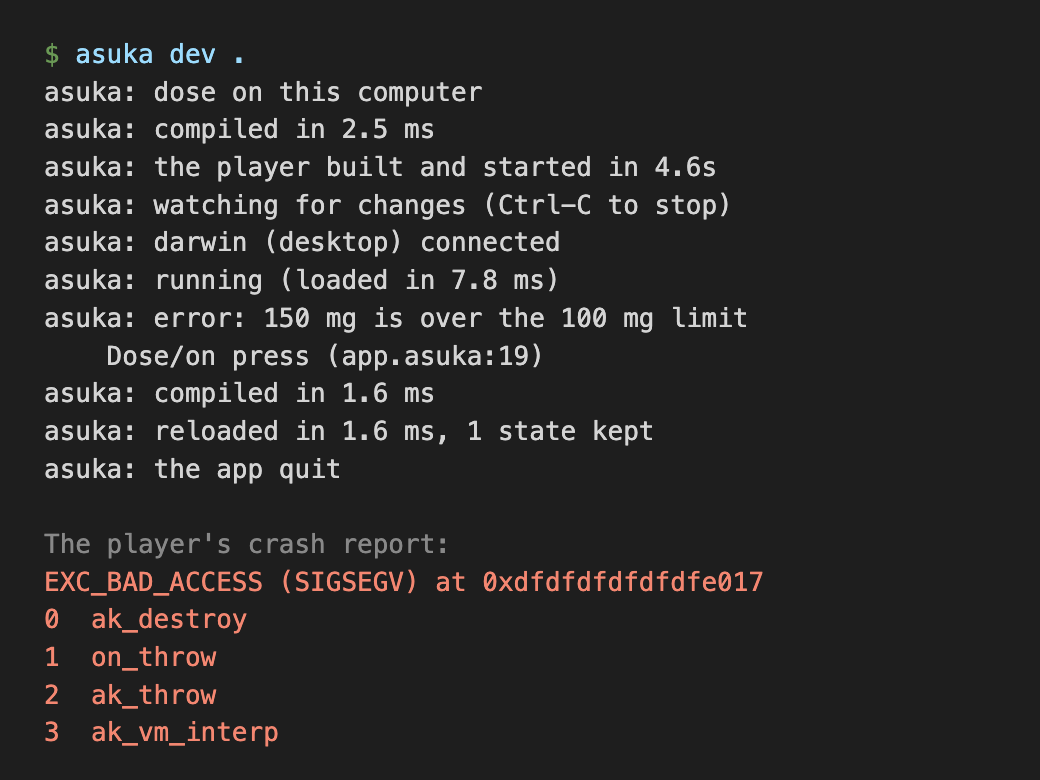 $ asuka dev .
asuka: dose on this computer
asuka: compiled in 2.5 ms
asuka: the player built and started in 4.6s
asuka: watching for changes (Ctrl-C to stop)
asuka: darwin (desktop) connected
asuka: running (loaded in 7.8 ms)
asuka: error: 150 mg is over the 100 mg limit
    Dose/on press (app.asuka:19)
asuka: compiled in 1.6 ms
asuka: reloaded in 1.6 ms, 1 state kept
asuka: the app quit
The player's crash report:
EXC_BAD_ACCESS (SIGSEGV) at 0xdfdfdfdfdfdfe017
0  ak_destroy
1  on_throw
2  ak_throw
3  ak_vm_interp